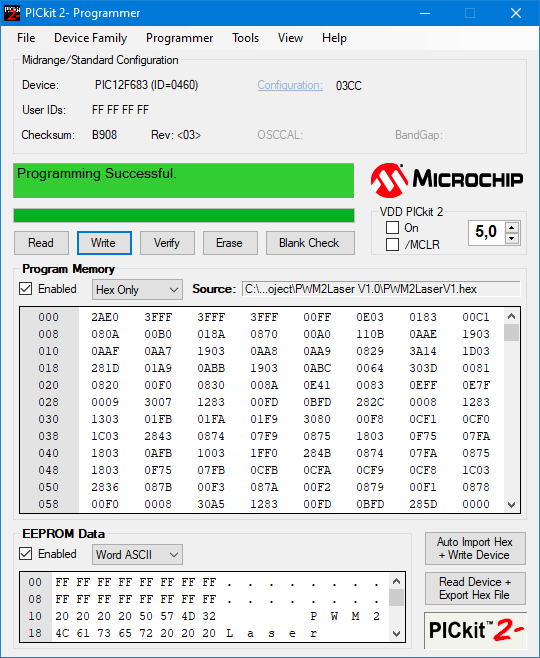 PICkit 2- Programmer
File Device Family Programmer Tools View Help
Midrange/Standard Configuration
Device: PIC12F683 (ID=0460) Configuration: 03CC
User IDs: FF FF FF FF
Checksum: B908 Rev: <03> OSCCAL: BandGap:
Programming Successful.
MICROCHIP
VDD PICkit 2
On
/MCLR
5,0
Read Write Verify Erase Blank Check
Program Memory
Enabled Hex Only Source: C:\...oject\PWM2Laser V1.0\PWM2LaserV1.hex
000 2AE0 3FFF 3FFF 3FFF 00FF 0E03 0183 00C1
008 080A 00B0 018A 0870 00A0 110B 0AAE 1903
010 0AAF 0AA7 1903 0AA8 0AA9 0829 3A14 1D03
018 281D 01A9 0ABB 1903 0ABC 0064 303D 0081
020 0820 00F0 0830 008A 0E41 0083 0EFF 0E7F
028 0009 3007 1283 00FD 0BFD 282C 0008 1283
030 1303 01FB 01FA 01F9 3080 00F8 0CF1 0CF0
038 1C03 2843 0874 07F9 0875 1803 0F75 07FA
040 1803 0AFB 1003 1FF0 284B 0874 07FA 0875
048 1803 0F75 07FB 0CFB 0CFA 0CF9 0CF8 1C03
050 2836 087B 00F3 087A 00F2 0879 00F1 0878
058 00F0 0008 30A5 1283 00FD 0BFD 285D 0000
EEPROM Data
Enabled Word ASCII
00 FF FF FF FF FF FF FF FF . . . . . . . .
08 FF FF FF FF FF FF FF FF . . . . . . . .
10 20 20 20 20 50 57 4D 32 P W M 2
18 4C 61 73 65 72 20 20 20 L a s e r
Auto Import Hex
+ Write Device
Read Device +
Export Hex File
PICkit™ 2-